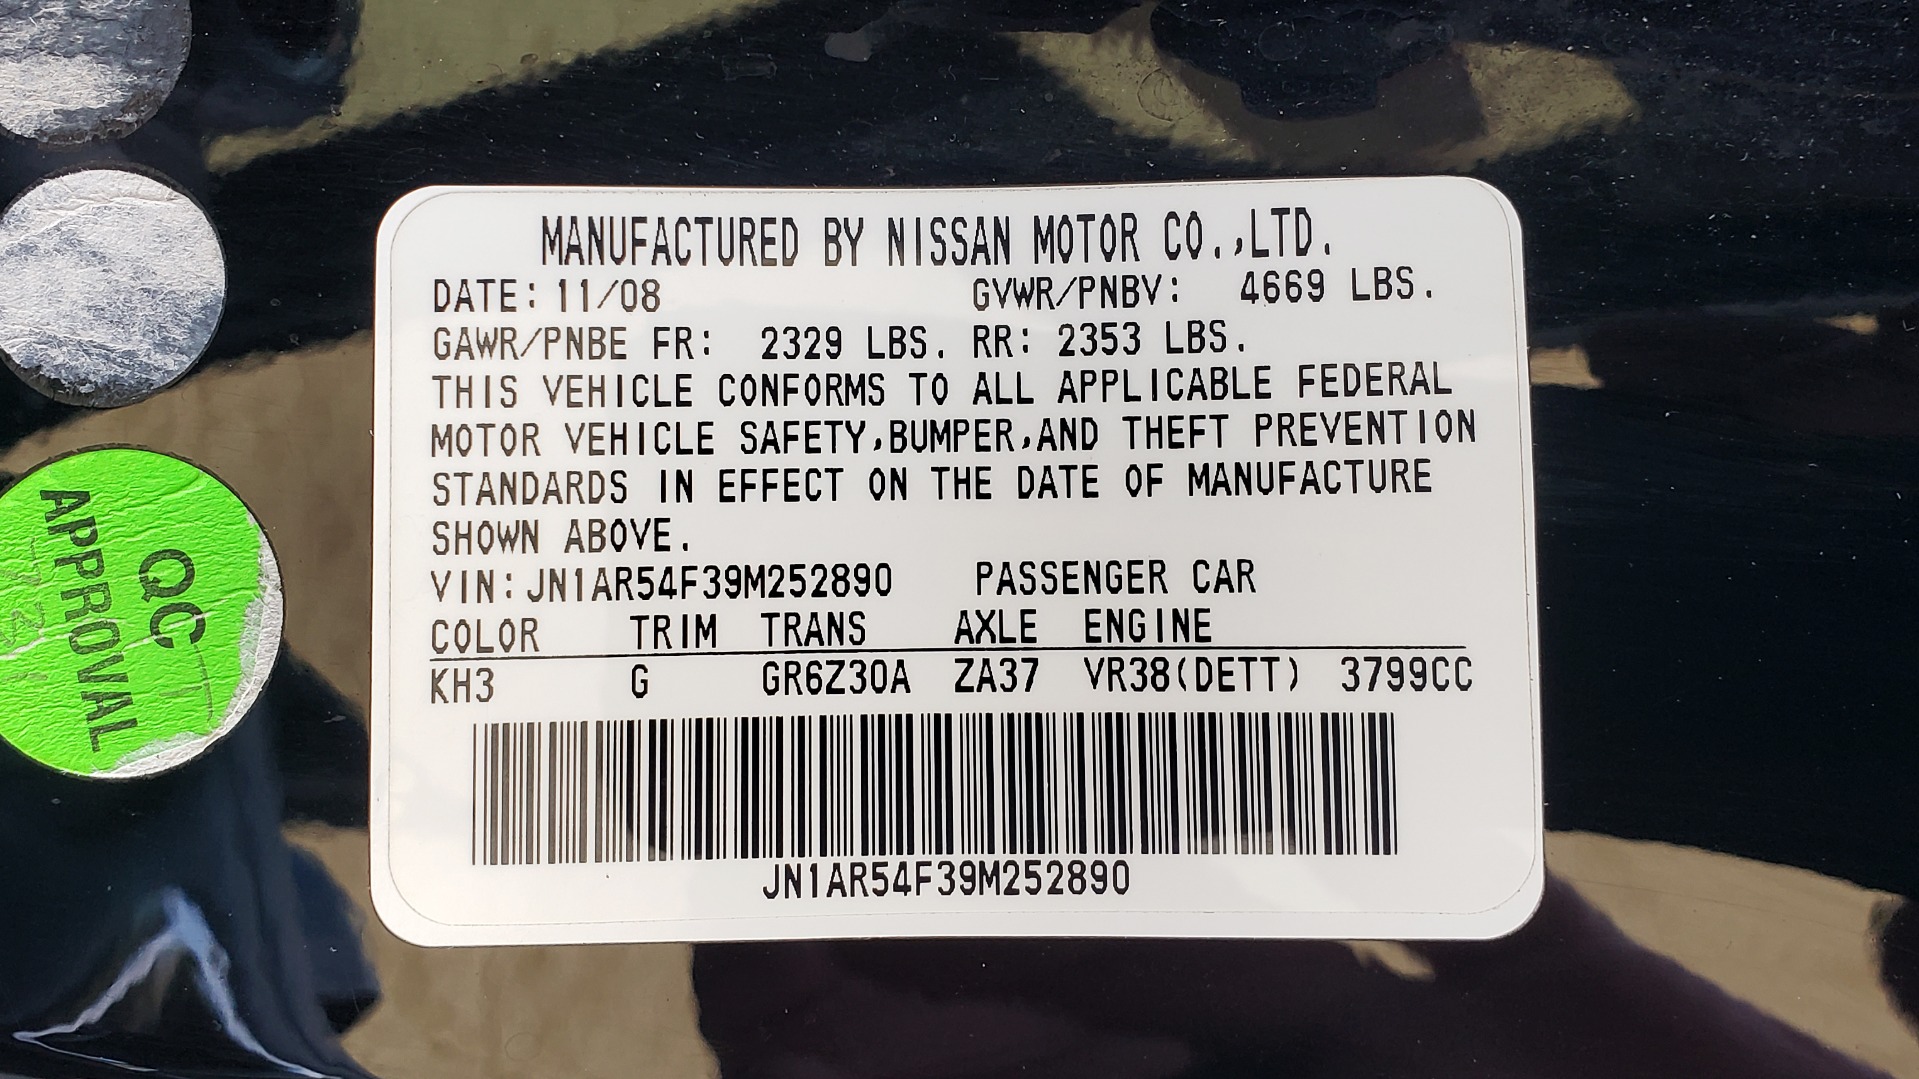 MANUFACTURED BY NISSAN MOTOR CO.,LTD.
DATE: 11/08 GVWR/PNBV: 4669 LBS.
GAWR/PNBE FR: 2329 LBS. RR: 2353 LBS.
THIS VEHICLE CONFORMS TO ALL APPLICABLE FEDERAL
MOTOR VEHICLE SAFETY,BUMPER,AND THEFT PREVENTION
STANDARDS IN EFFECT ON THE DATE OF MANUFACTURE
SHOWN ABOVE.
VIN: JN1AR54F39M252890 PASSENGER CAR
COLOR TRIM TRANS AXLE ENGINE
KH3 G GR6Z30A ZA37 VR38(DETT) 3799CC
JN1AR54F39M252890
QC
APPROVAL